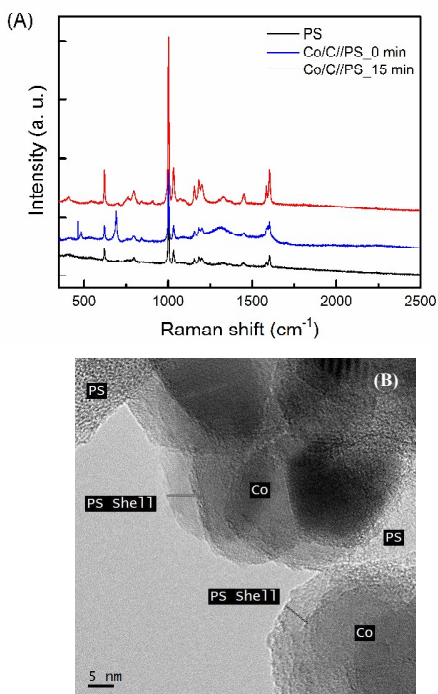 (A)
PS
Co/C//PS_0 min
Co/C//PS_15 min
Intensity (a. u.)
500 1000 1500 2000 2500
Raman shift (cm⁻¹)
(B)
PS
Co
PS Shell
PS
PS Shell
Co
5 nm